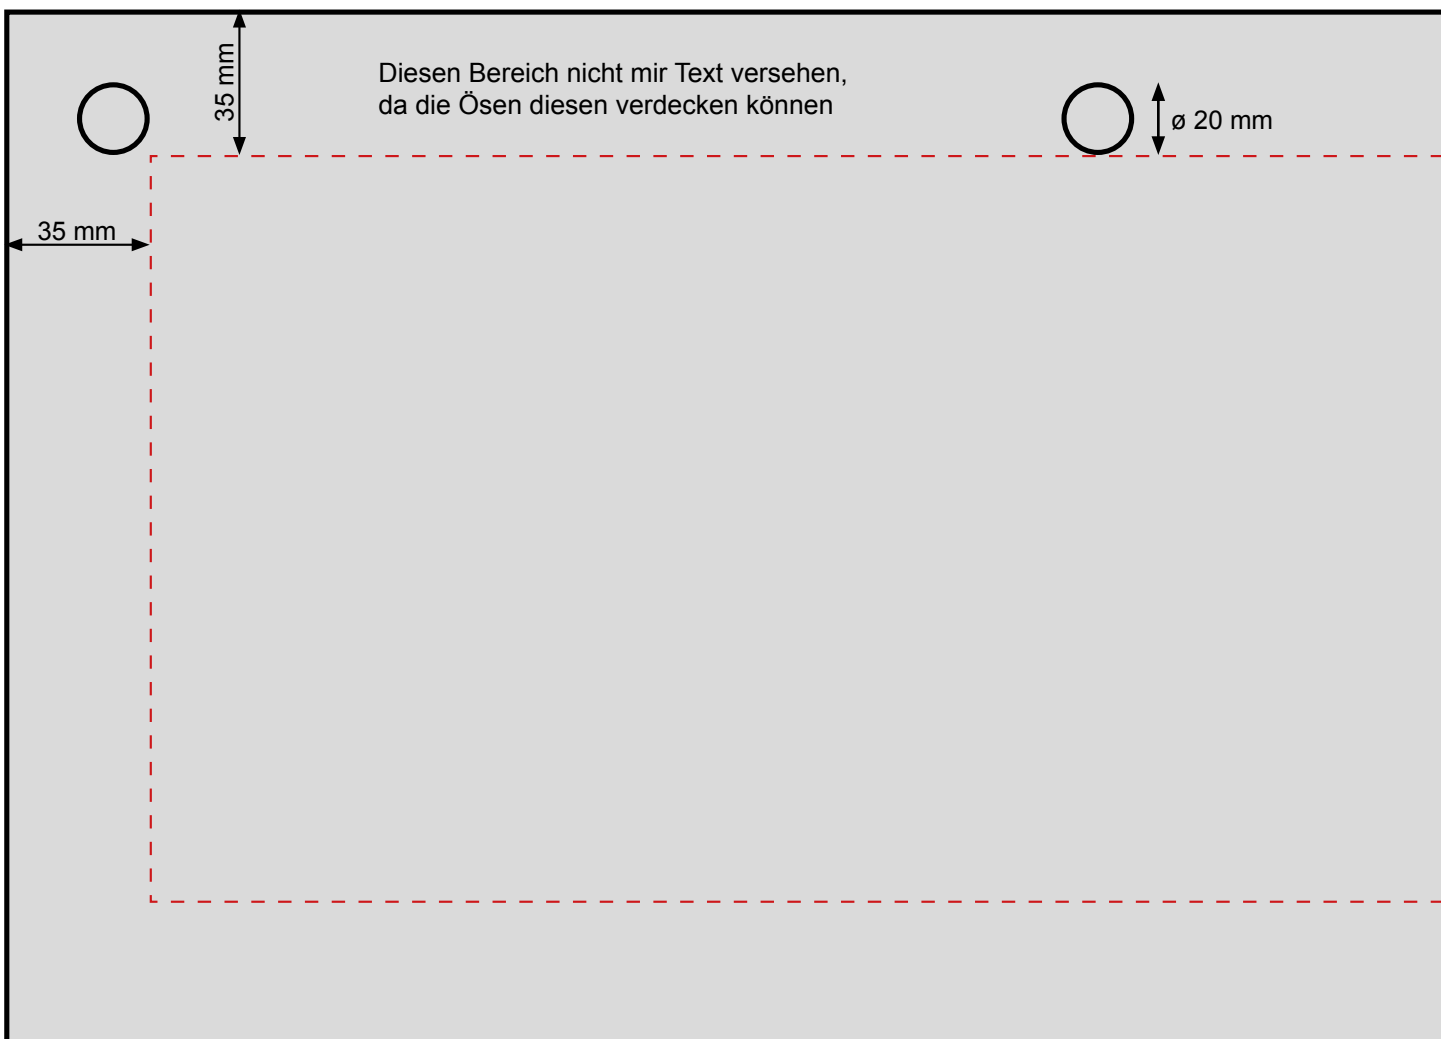 35 mm
Diesen Bereich nicht mir Text versehen,
da die Ösen diesen verdecken können
ø 20 mm
35 mm